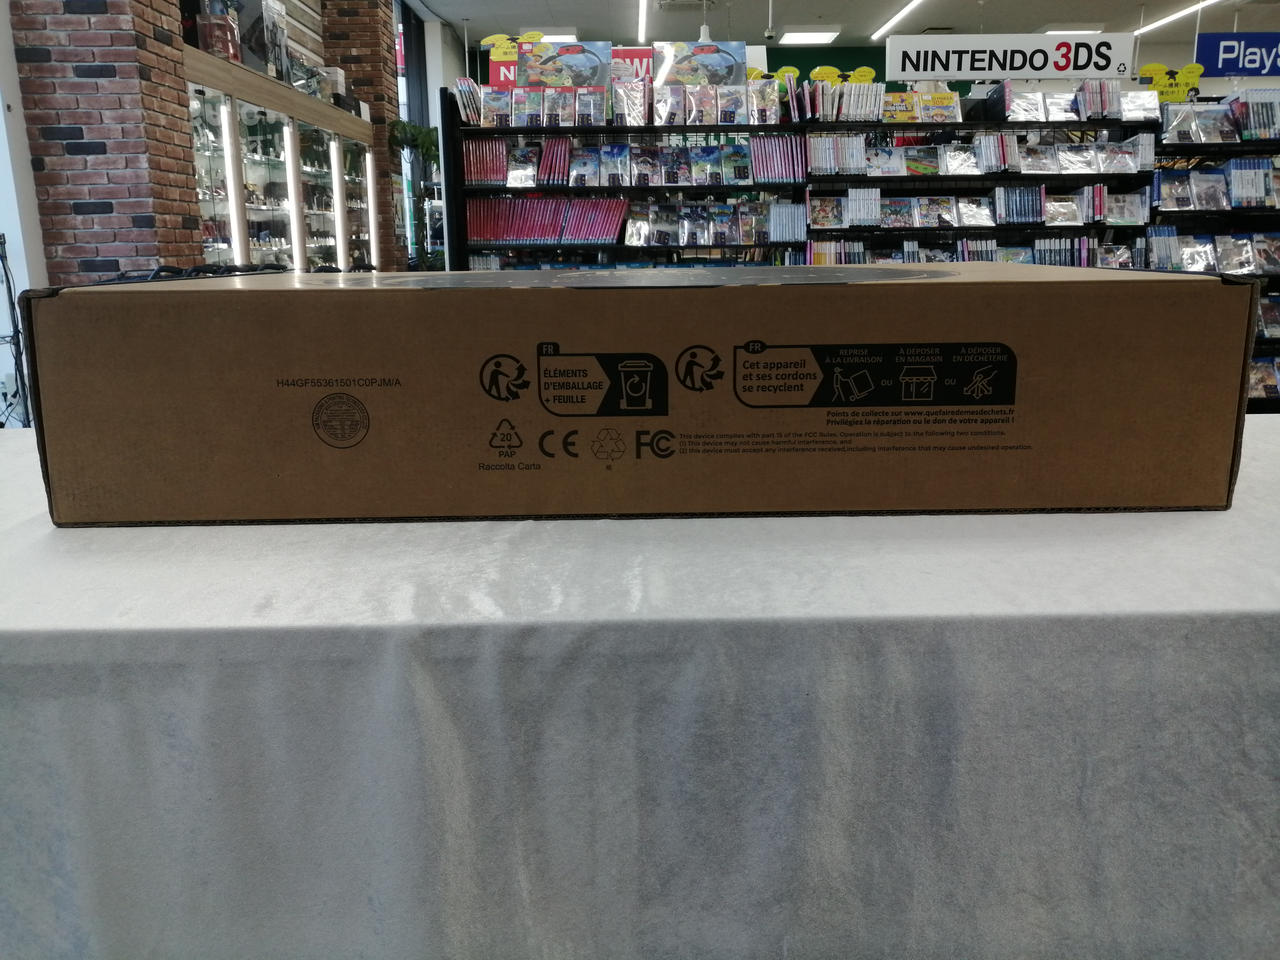 NINTENDO 3DS
PlayS
H44GF55361501C0PJM/A
FR
ÉLÉMENTS
D'EMBALLAGE
+ FEUILLE
FR
Cet appareil
et ses cordons
se recyclent
REPRISE
À LA LIVRAISON
OU
À DÉPOSER
EN MAGASIN
OU
À DÉPOSER
EN DÉCHÈTERIE
Points de collecte sur www.quefairedemesdechets.fr
Privilégiez la réparation ou le don de votre appareil !
20
PAP
Raccolta Carta
CE
FC
This device complies with part 15 of the FCC Rules. Operation is subject to the following two conditions.
(1) This device may not cause harmful interference, and
(2) this device must accept any interference received,including interference that may cause undesired operation.